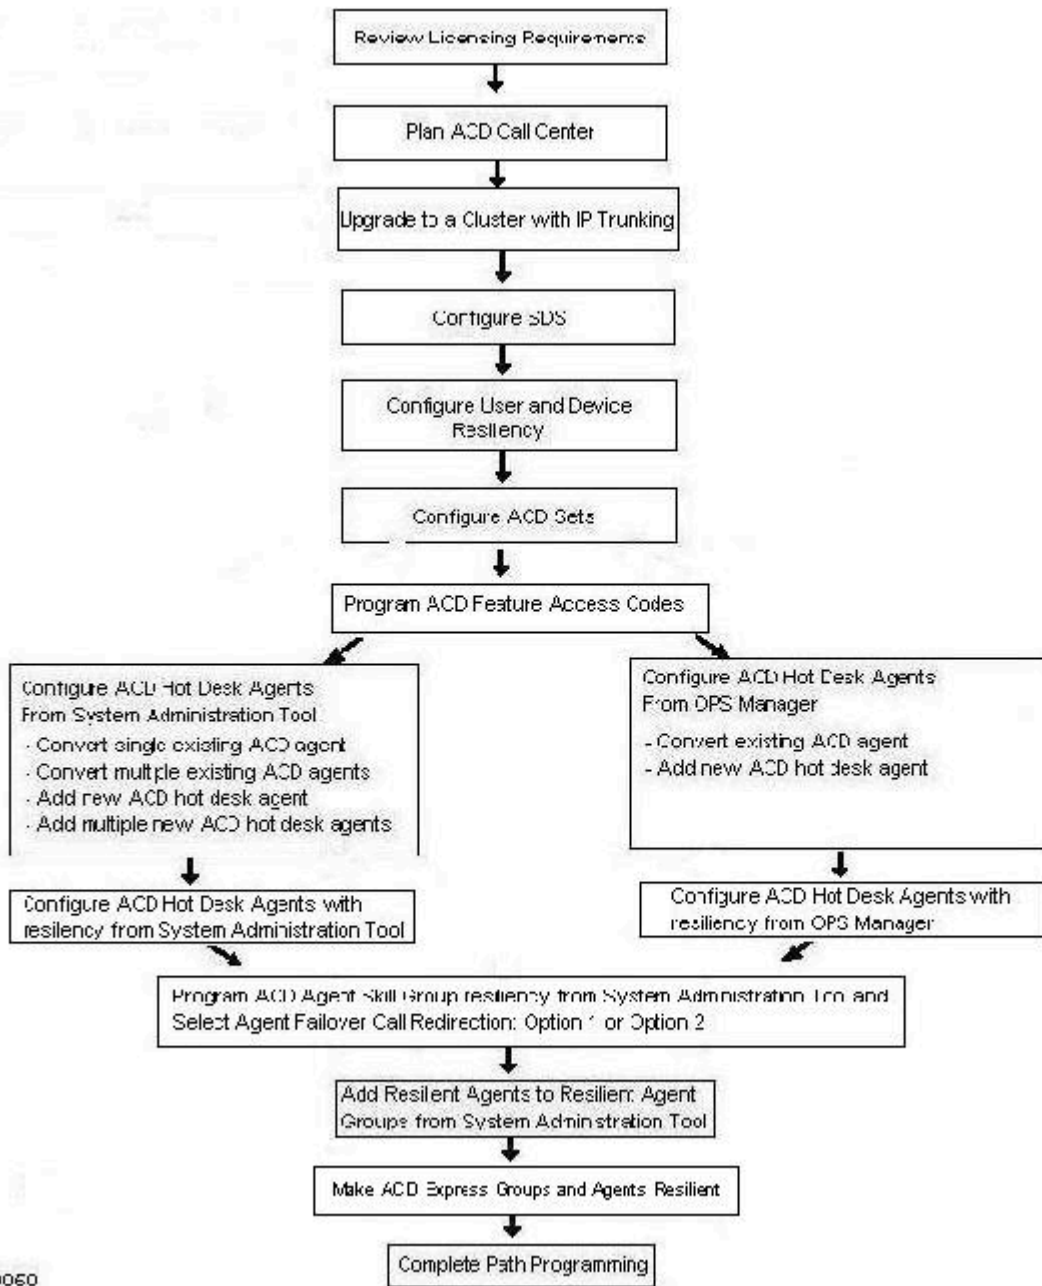 Review Licensing Requirements
Plan ACD Call Center
Upgrade to a Cluster with IP Trunking
Configure SDS
Configure User and Device
Resiliency
Configure ACD Sets
Program ACD Feature Access Codes
Configure ACD Hot Desk Agents
From System Administration Tool
- Convert single existing ACD agent
- Convert multiple existing ACD agents
- Add new ACD hot desk agent
- Add multiple new ACD hot desk agents
Configure ACD Hot Desk Agents
From OPS Manager
- Convert existing ACD agent
- Add new ACD hot desk agent
Configure ACD Hot Desk Agents with
resilency from System Administration Tool
Configure ACD Hot Desk Agents with
resiliency from OPS Manager
Program ACD Agent Skill Group resiliency from System Administration Tool and
Select Agent Failover Call Redirection: Option 1 or Option 2
Add Resilient Agents to Resilient Agent
Groups from System Administration Tool
Make ACD Express Groups and Agents Resilient
Complete Path Programming
0060